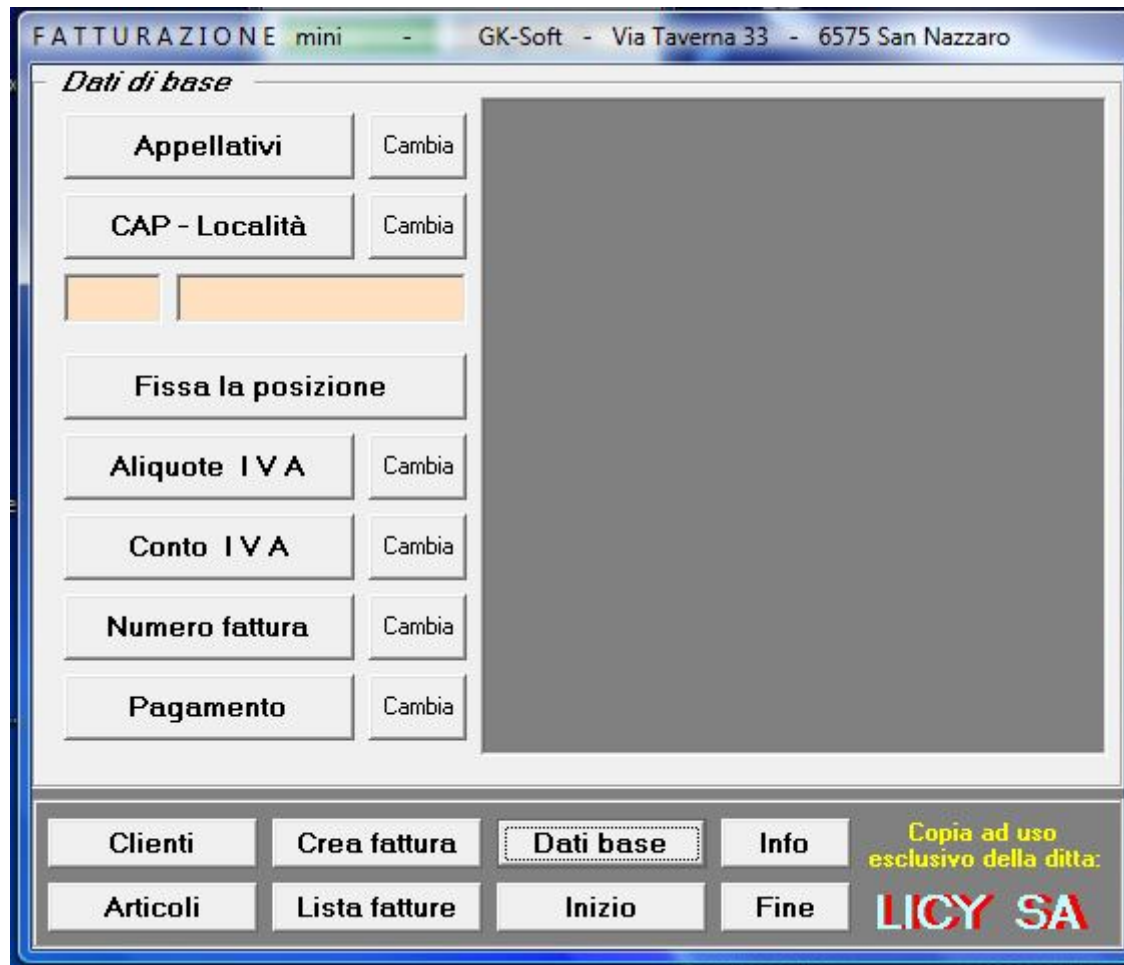 FATTURAZIONE mini - GK-Soft - Via Taverna 33 - 6575 San Nazzaro
Dati di base
Appellativi Cambia
CAP - Località Cambia
Fissa la posizione
Aliquote I V A Cambia
Conto I V A Cambia
Numero fattura Cambia
Pagamento Cambia
Clienti Crea fattura Dati base Info
Copia ad uso
esclusivo della ditta:
Articoli Lista fatture Inizio Fine
LICY SA